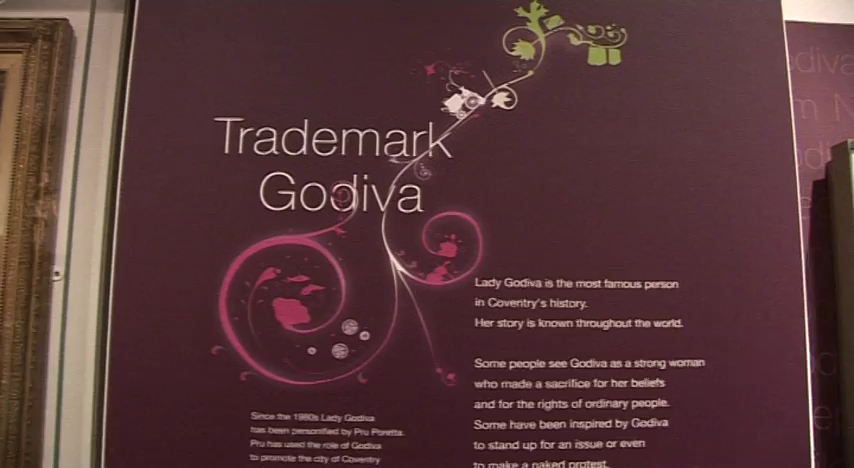 Trademark
Godiva
Lady Godiva is the most famous person
in Coventry's history.
Her story is known throughout the world.
Some people see Godiva as a strong woman
who made a sacrifice for her beliefs
and for the rights of ordinary people.
Some have been inspired by Godiva
to stand up for an issue or even
to make a naked protest.
Since the 1980s Lady Godiva
has been personified by Pru Poretta.
Pru has used the role of Godiva
to promote the city of Coventry